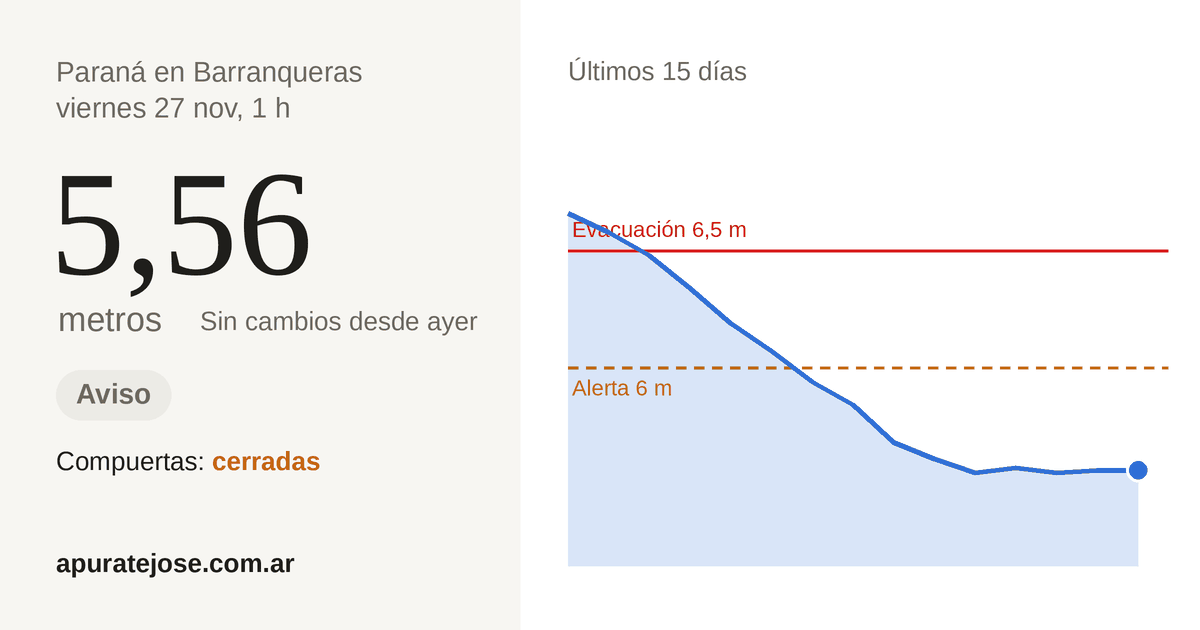 Paraná en Barranqueras
viernes 27 nov, 1 h
5,56
metros
Sin cambios desde ayer
Aviso
Compuertas: cerradas
apuratejose.com.ar
Últimos 15 días
Evacuación 6,5 m
Alerta 6 m